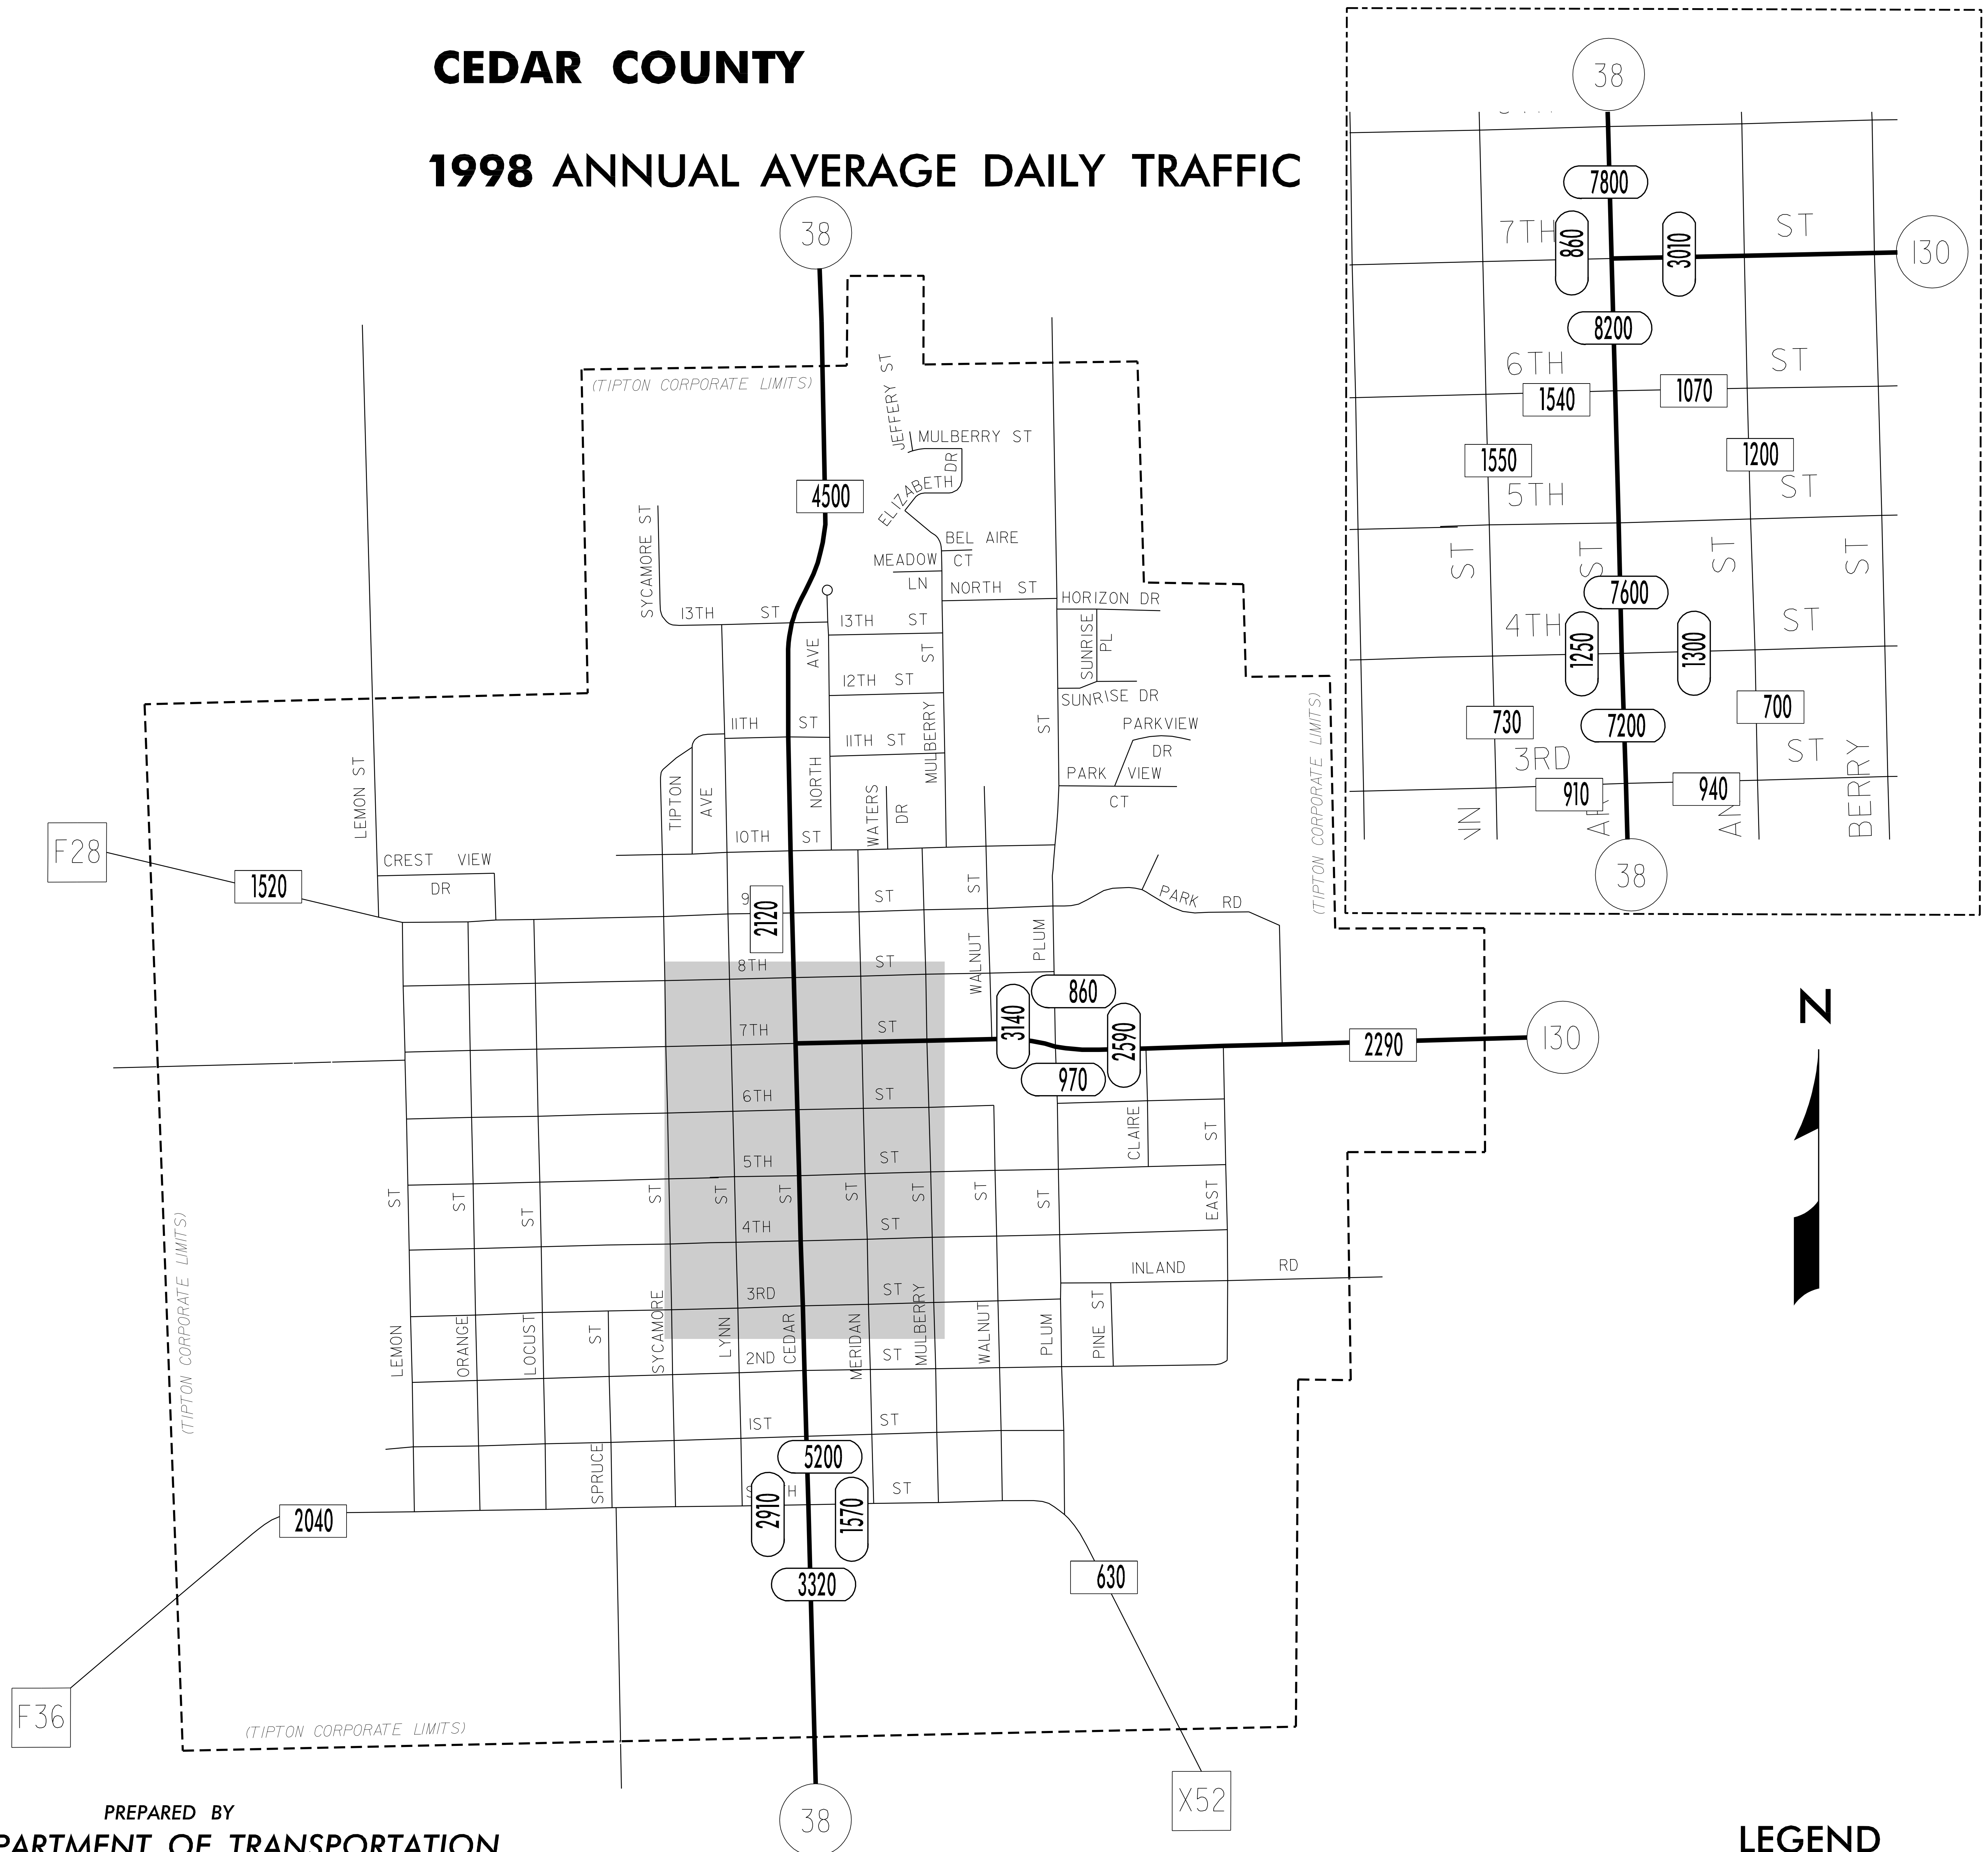 CEDAR COUNTY
1998 ANNUAL AVERAGE DAILY TRAFFIC
38
(TIPTON CORPORATE LIMITS)
JEFFERY ST
MULBERRY ST
ELIZABETH DR
4500
SYCAMORE ST
BEL AIRE
CT
MEADOW
LN
NORTH ST
HORIZON DR
13TH ST
13TH ST
SUNRISE
PL
AVE
ST
12TH ST
SUNRISE DR
11TH ST
11TH ST
NORTH
MULBERRY
ST
PARKVIEW
DR
PARK VIEW
CT
LEMON ST
TIPTON
AVE
WATERS
DR
10TH ST
(TIPTON CORPORATE LIMITS)
F28
1520
CREST VIEW
DR
9 ST
2120
ST
WALNUT
PLUM
PARK RD
8TH ST
860
3140
2590
7TH ST
2290
130
970
6TH ST
CLAIRE
ST
5TH ST
EAST
ST
ST
ST
ST
ST
ST
ST
ST
ST
ST
4TH ST
INLAND RD
3RD ST
LEMON
ORANGE
LOCUST
ST
SYCAMORE
LYNN
CEDAR
MERIDAN
MULBERRY
WALNUT
PLUM
PINE ST
2ND ST
1ST ST
SPRUCE
5200
S H ST
2910
1570
2040
3320
630
F36
(TIPTON CORPORATE LIMITS)
(TIPTON CORPORATE LIMITS)
38
X52
38
7800
7TH ST
860
3010
130
8200
6TH ST
1540
1070
1550
1200
5TH ST
ST
ST
ST
ST
7600
4TH ST
1250
1300
730
7200
700
3RD ST
910
940
NN
AR
AN
BERRY
38
N
PREPARED BY
PARTMENT OF TRANSPORTATION
LEGEND